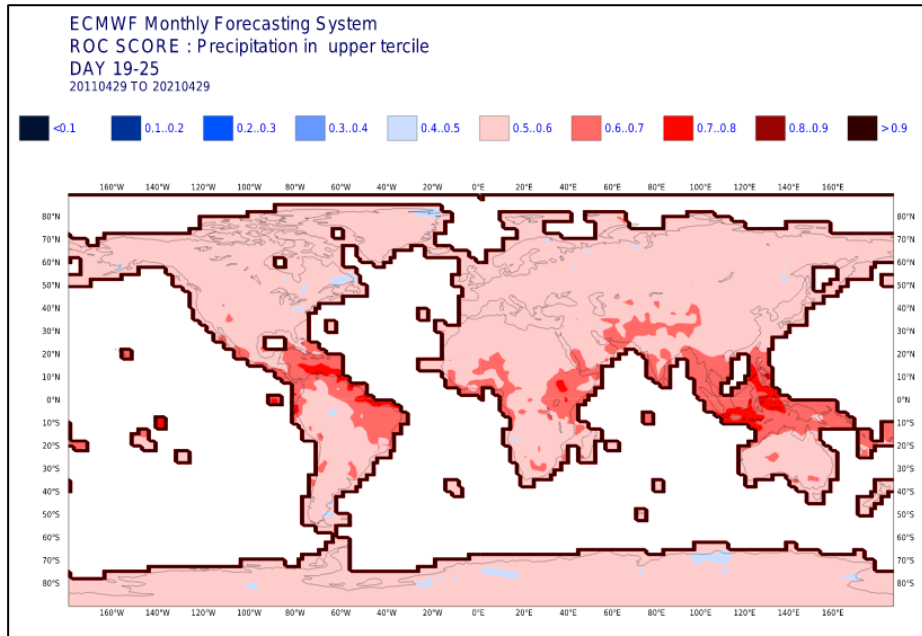 ECMWF Monthly Forecasting System
ROC SCORE : Precipitation in upper tercile
DAY 19-25
20110429 TO 20210429
<0.1 0.1..0.2 0.2..0.3 0.3..0.4 0.4..0.5 0.5..0.6 0.6..0.7 0.7..0.8 0.8..0.9 >0.9
160°W 140°W 120°W 100°W 80°W 60°W 40°W 20°W 0°E 20°E 40°E 60°E 80°E 100°E 120°E 140°E 160°E
80°N 80°N
70°N 70°N
60°N 60°N
50°N 50°N
40°N 40°N
30°N 30°N
20°N 20°N
10°N 10°N
0°N 0°N
10°S 10°S
20°S 20°S
30°S 30°S
40°S 40°S
50°S 50°S
60°S 60°S
70°S 70°S
80°S 80°S
160°W 140°W 120°W 100°W 80°W 60°W 40°W 20°W 0°E 20°E 40°E 60°E 80°E 100°E 120°E 140°E 160°E